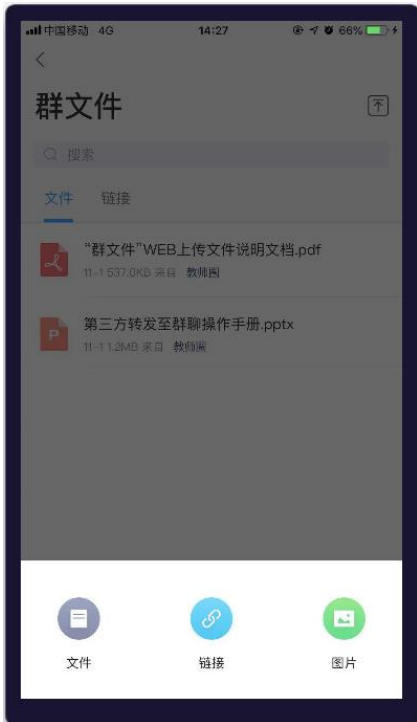 中国移动 4G 14:27 66%
群文件
搜索
文件 链接
“群文件”WEB上传文件说明文档.pdf
11-1 537.0KB 来自 教师圈
P
第三方转发至群聊操作手册.pptx
11-1 1.2MB 来自 教师圈
文件 链接 图片